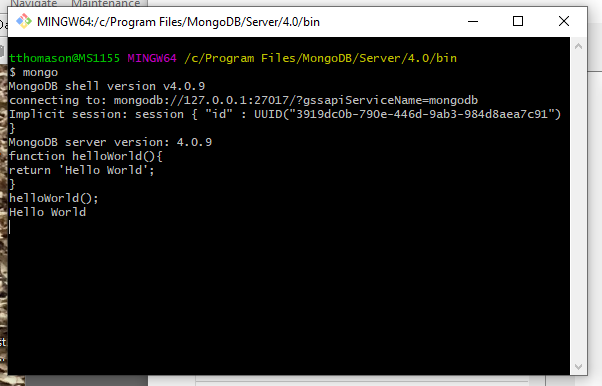 Navigate Maintenance
MINGW64:/c/Program Files/MongoDB/Server/4.0/bin
tthomason@MS1155 MINGW64 /c/Program Files/MongoDB/Server/4.0/bin
$ mongo
MongoDB shell version v4.0.9
connecting to: mongodb://127.0.0.1:27017/?gssapiServiceName=mongodb
Implicit session: session { "id" : UUID("3919dc0b-790e-446d-9ab3-984d8aea7c91")
}
MongoDB server version: 4.0.9
function helloWorld(){
return 'Hello World';
}
helloWorld();
Hello World